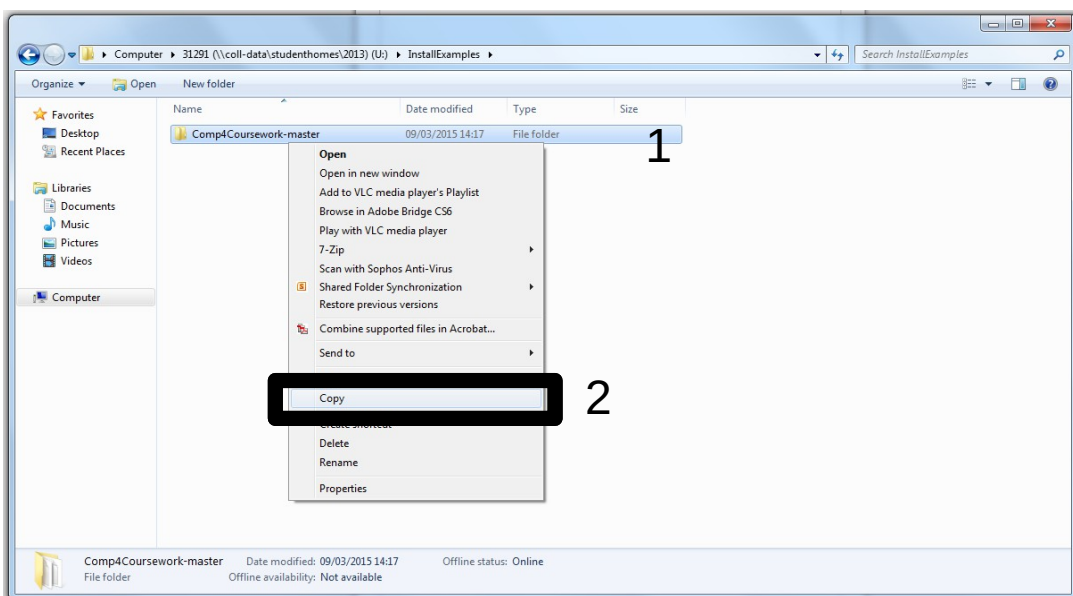 Computer ▸ 31291 (\\coll-data\studenthomes\2013) (U:) ▸ InstallExamples ▸
Search InstallExamples
Organize Open New folder
Name Date modified Type Size
Favorites
Desktop
Recent Places
Libraries
Documents
Music
Pictures
Videos
Computer
Comp4Coursework-master 09/03/2015 14:17 File folder
1
Open
Open in new window
Add to VLC media player's Playlist
Browse in Adobe Bridge CS6
Play with VLC media player
7-Zip
Scan with Sophos Anti-Virus
Shared Folder Synchronization
Restore previous versions
Combine supported files in Acrobat...
Send to
Copy
2
Create shortcut
Delete
Rename
Properties
Comp4Coursework-master Date modified: 09/03/2015 14:17 Offline status: Online
File folder Offline availability: Not available